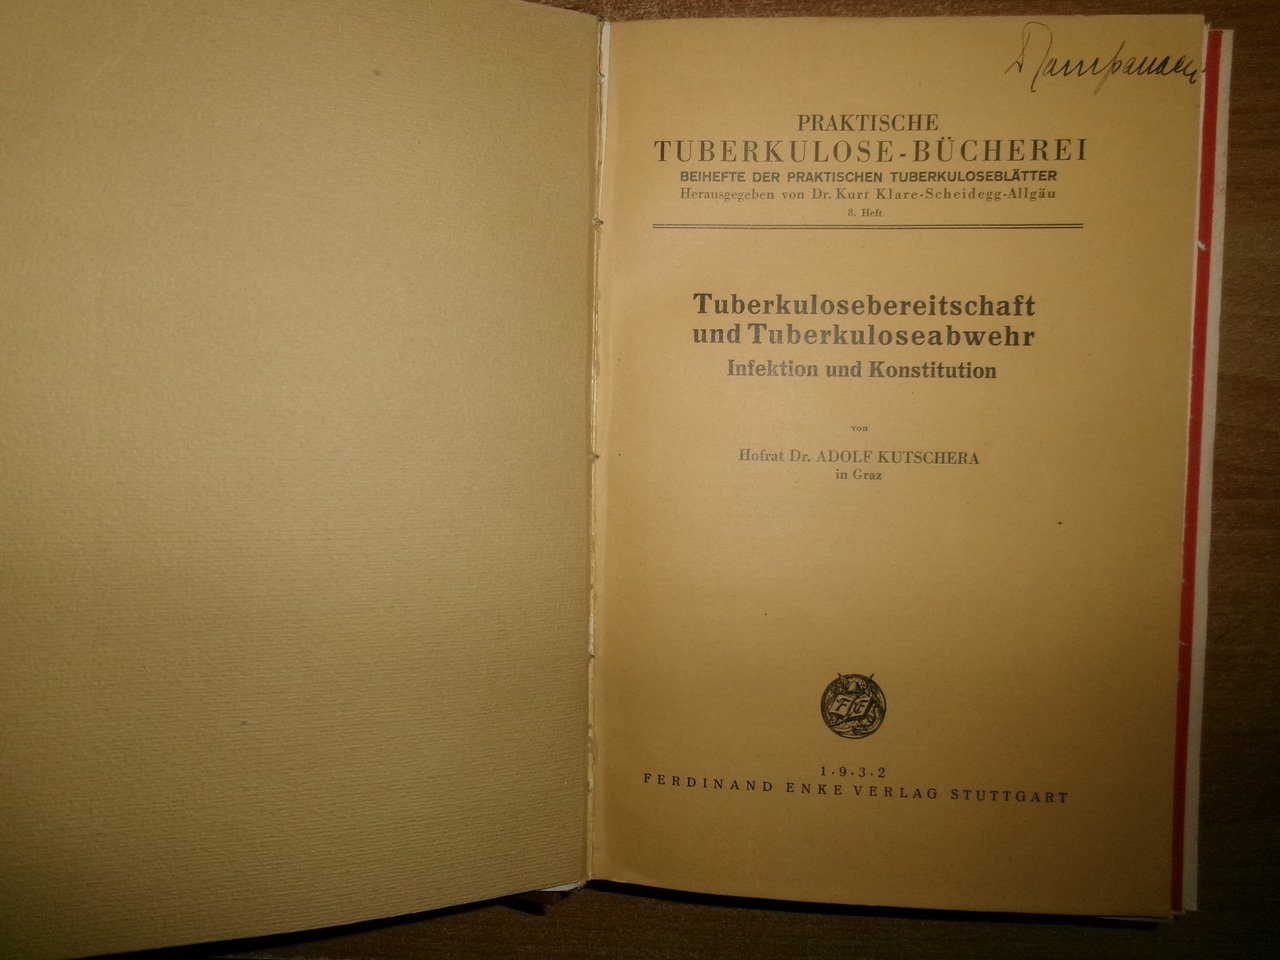 PRAKTISCHE
TUBERKULOSE-BÜCHEREI
BEIHEFTE DER PRAKTISCHEN TUBERKULOSEBLÄTTER
Herausgegeben von Dr. Kurt Klare-Scheidegg-Allgäu
8. Heft
Tuberkulosebereitschaft
und Tuberkuloseabwehr
Infektion und Konstitution
von
Hofrat Dr. ADOLF KUTSCHERA
in Graz
F E
1·9·3·2
FERDINAND ENKE VERLAG STUTTGART